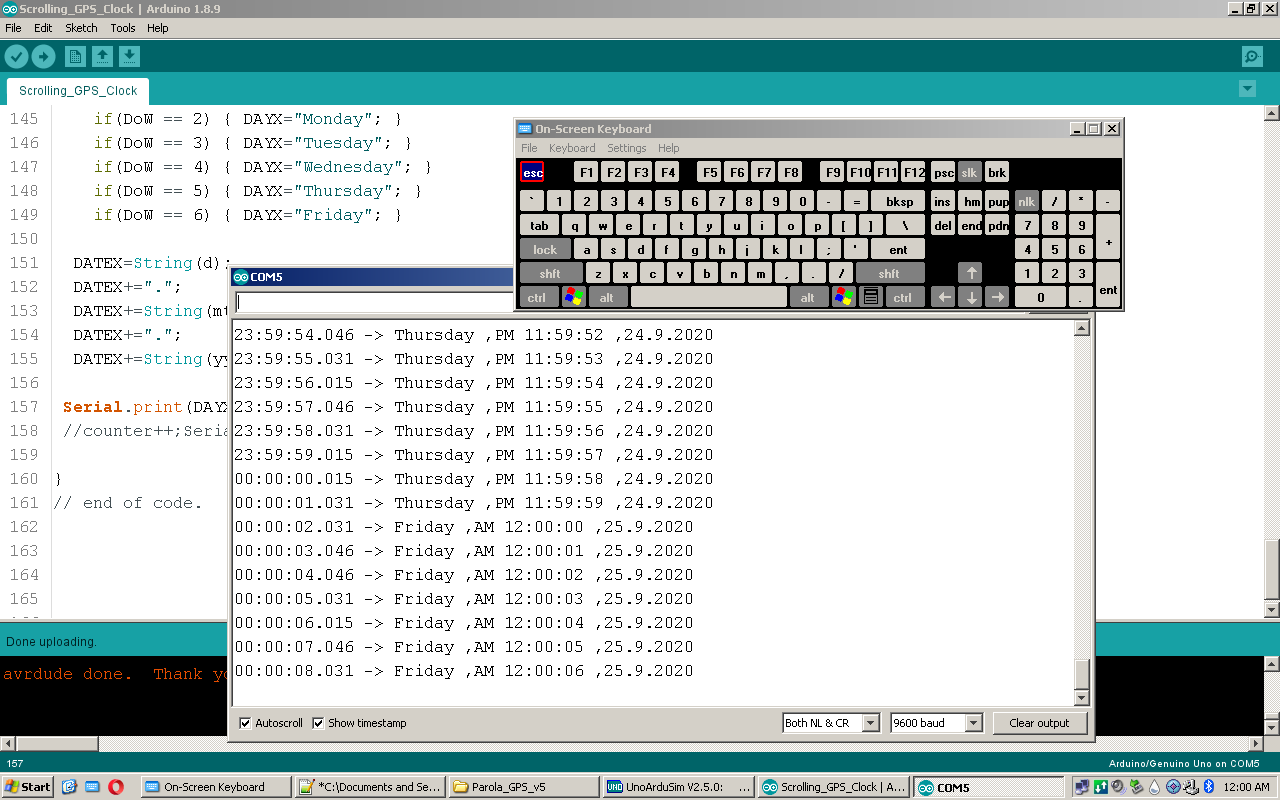 Scrolling_GPS_Clock | Arduino 1.8.9
File Edit Sketch Tools Help
Scrolling_GPS_Clock
145 if(DoW == 2) { DAYX="Monday"; }
146 if(DoW == 3) { DAYX="Tuesday"; }
147 if(DoW == 4) { DAYX="Wednesday"; }
148 if(DoW == 5) { DAYX="Thursday"; }
149 if(DoW == 6) { DAYX="Friday"; }
150
151 DATEX=String(d);
152 DATEX+=".";
153 DATEX+=String(m
154 DATEX+=".";
155 DATEX+=String(yy
156
157 Serial.print(DAYX
158 //counter++;Seria
159
160 }
161 // end of code.
162
163
164
165
On-Screen Keyboard
File Keyboard Settings Help
esc F1 F2 F3 F4 F5 F6 F7 F8 F9 F10 F11 F12 psc slk brk
` 1 2 3 4 5 6 7 8 9 0 - = bksp ins hm pup nlk / * -
tab q w e r t y u i o p [ ] \ del end pdn 7 8 9 +
lock a s d f g h j k l ; ' ent 4 5 6
shft z x c v b n m , . / shft ↑ 1 2 3 ent
ctrl alt alt ctrl ← ↓ → 0 .
COM5
23:59:54.046 -> Thursday ,PM 11:59:52 ,24.9.2020
23:59:55.031 -> Thursday ,PM 11:59:53 ,24.9.2020
23:59:56.015 -> Thursday ,PM 11:59:54 ,24.9.2020
23:59:57.046 -> Thursday ,PM 11:59:55 ,24.9.2020
23:59:58.031 -> Thursday ,PM 11:59:56 ,24.9.2020
23:59:59.015 -> Thursday ,PM 11:59:57 ,24.9.2020
00:00:00.015 -> Thursday ,PM 11:59:58 ,24.9.2020
00:00:01.031 -> Thursday ,PM 11:59:59 ,24.9.2020
00:00:02.031 -> Friday ,AM 12:00:00 ,25.9.2020
00:00:03.046 -> Friday ,AM 12:00:01 ,25.9.2020
00:00:04.046 -> Friday ,AM 12:00:02 ,25.9.2020
00:00:05.031 -> Friday ,AM 12:00:03 ,25.9.2020
00:00:06.015 -> Friday ,AM 12:00:04 ,25.9.2020
00:00:07.046 -> Friday ,AM 12:00:05 ,25.9.2020
00:00:08.031 -> Friday ,AM 12:00:06 ,25.9.2020
Autoscroll Show timestamp Both NL & CR 9600 baud Clear output
Done uploading.
avrdude done. Thank yo
157 Arduino/Genuino Uno on COM5
Start On-Screen Keyboard *C:\Documents and Se... Parola_GPS_v5 UnoArduSim V2.5.0: ... Scrolling_GPS_Clock | A... COM5 12:00 AM